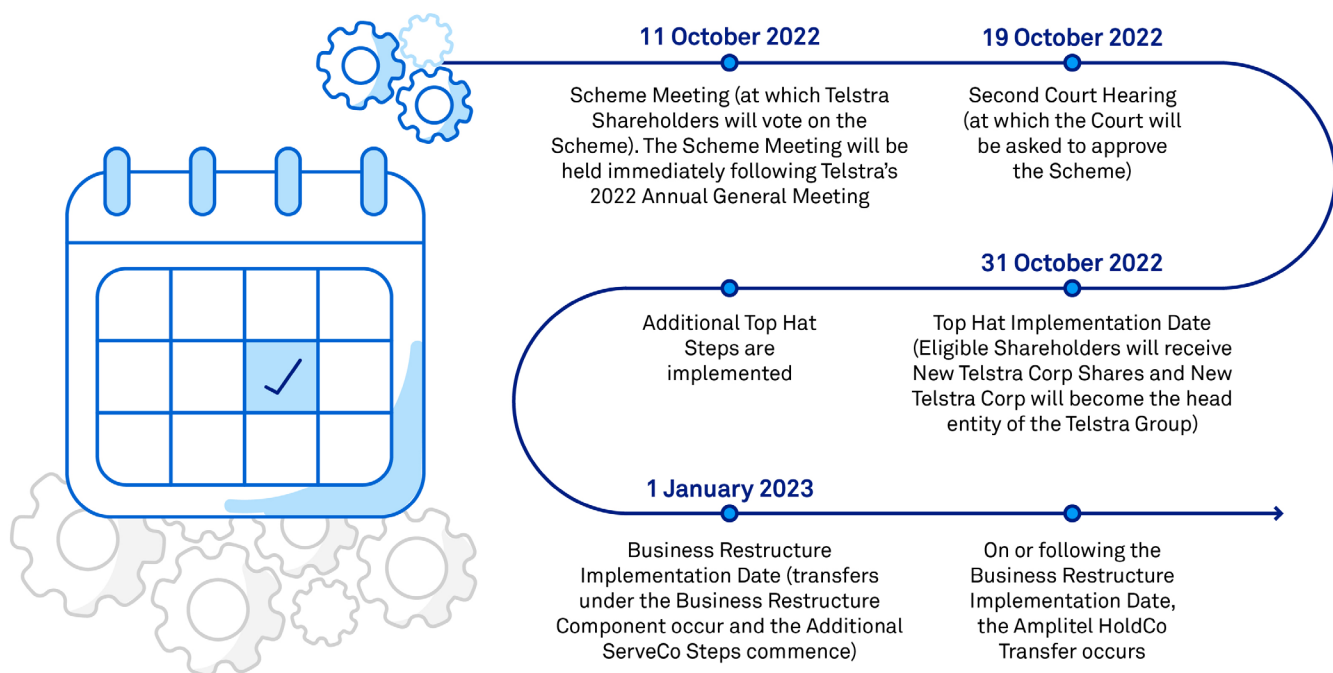 11 October 2022
Scheme Meeting (at which Telstra
Shareholders will vote on the
Scheme). The Scheme Meeting will be
held immediately following Telstra’s
2022 Annual General Meeting
19 October 2022
Second Court Hearing
(at which the Court will
be asked to approve
the Scheme)
31 October 2022
Top Hat Implementation Date
(Eligible Shareholders will receive
New Telstra Corp Shares and New
Telstra Corp will become the head
entity of the Telstra Group)
Additional Top Hat
Steps are
implemented
1 January 2023
Business Restructure
Implementation Date (transfers
under the Business Restructure
Component occur and the Additional
ServeCo Steps commence)
On or following the
Business Restructure
Implementation Date,
the Amplitel HoldCo
Transfer occurs